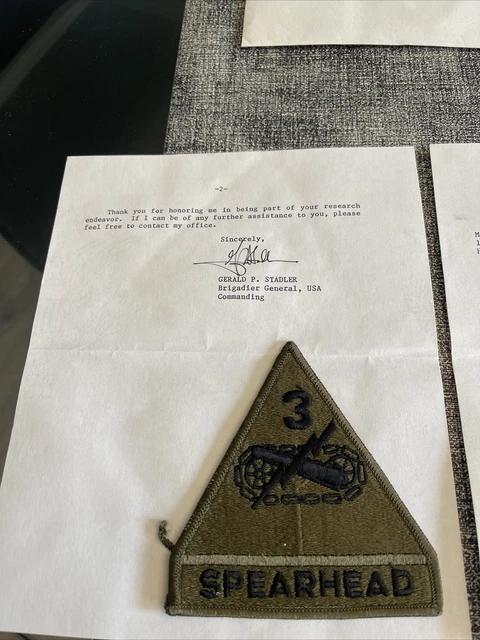 -2-
Thank you for honoring me in being part of your research
endeavor. If I can be of any further assistance to you, please
feel free to contact my office.
Sincerely,
GERALD P. STADLER
Brigadier General, USA
Commanding
3
SPEARHEAD